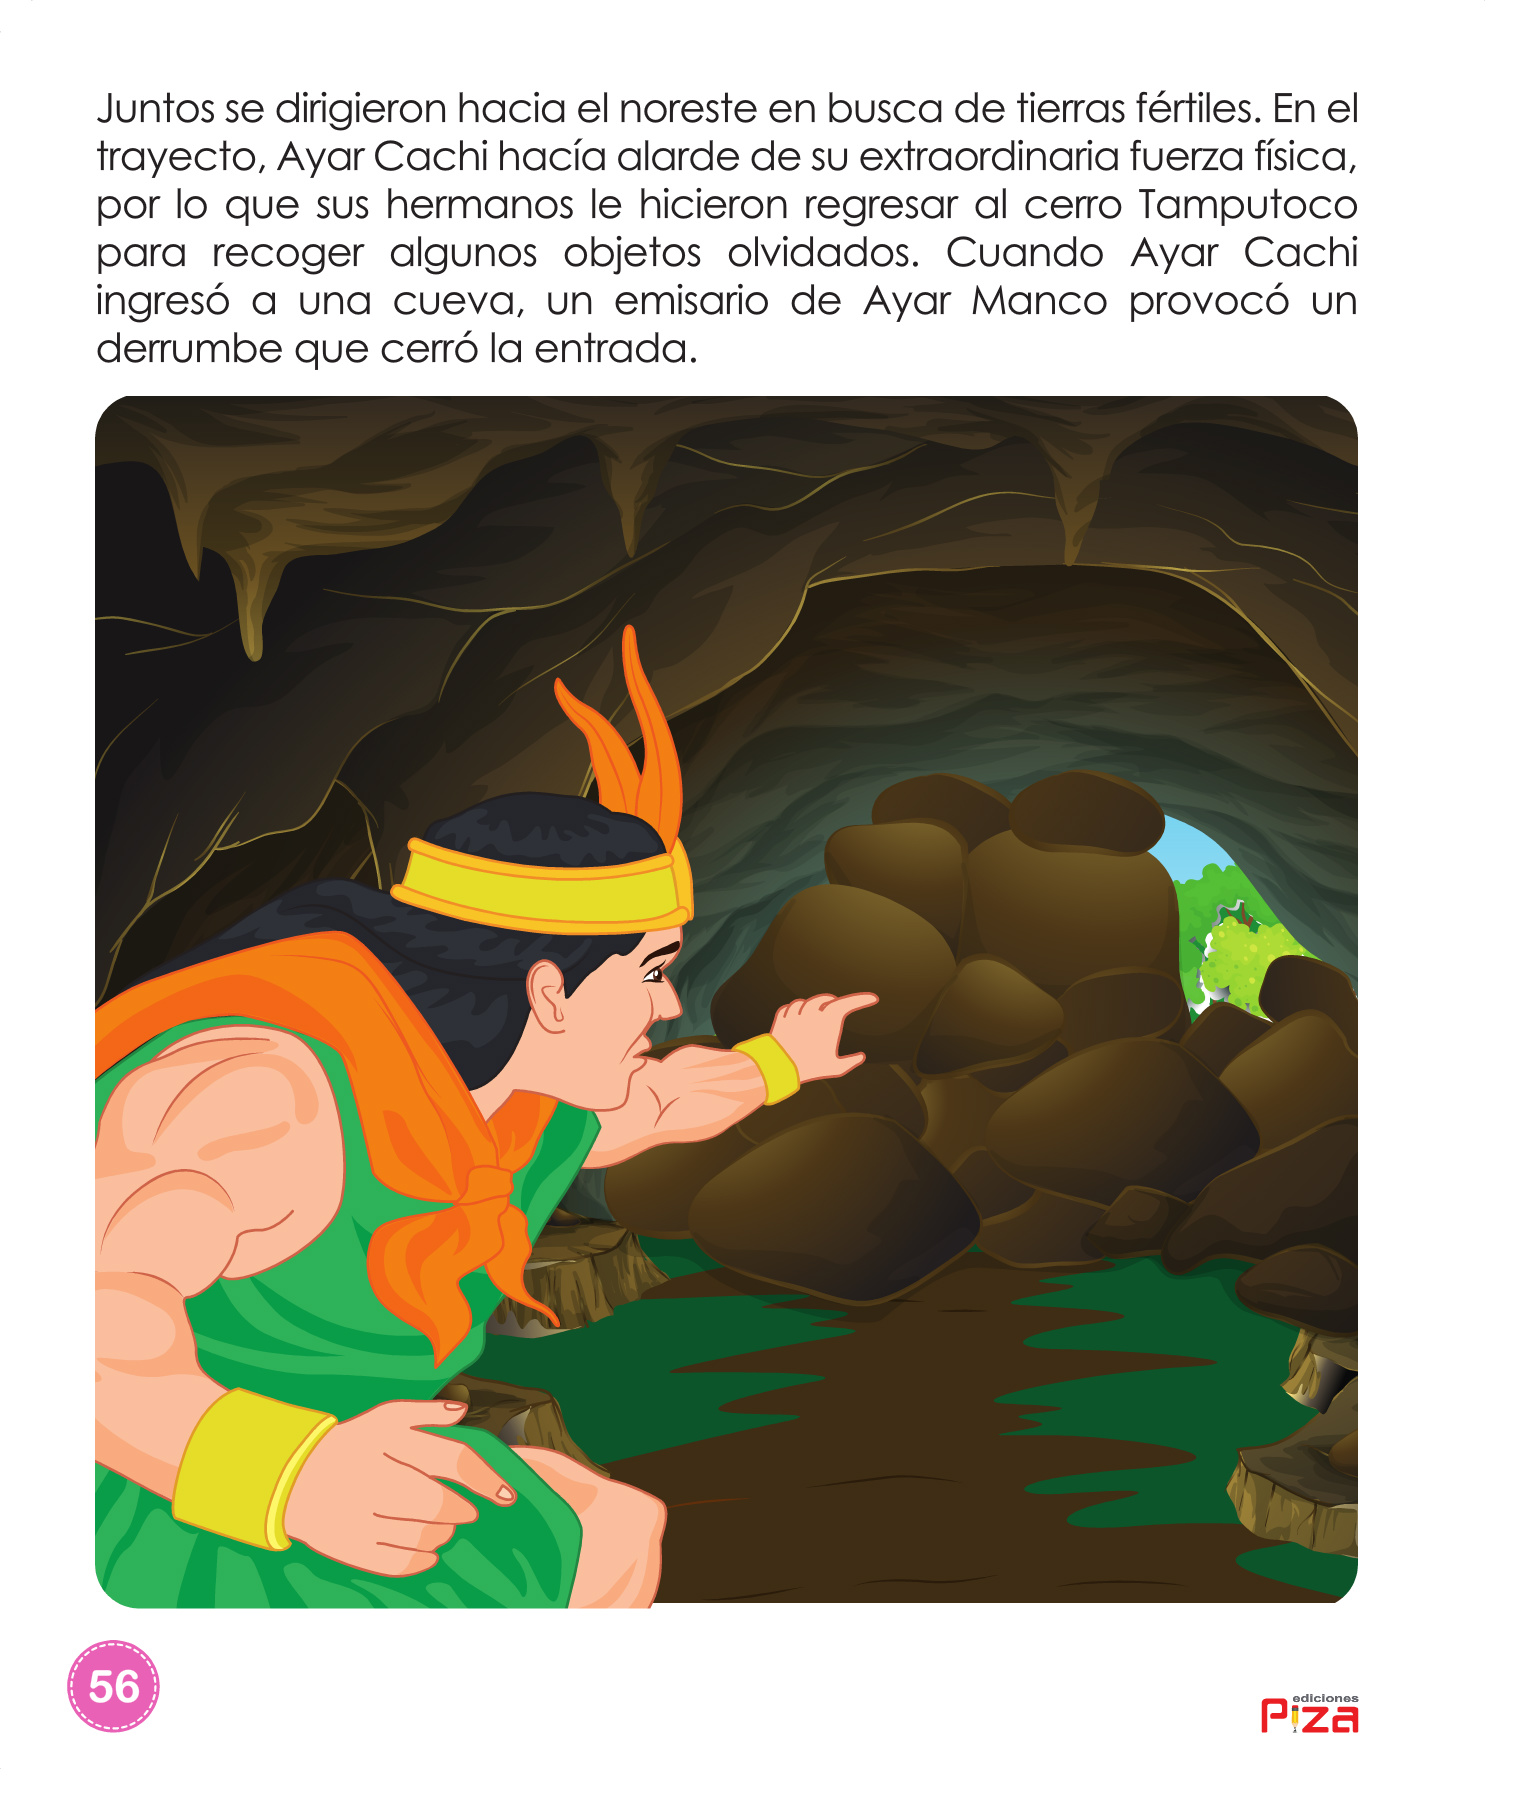 Juntos se dirigieron hacia el noreste en busca de tierras fértiles. En el
trayecto, Ayar Cachi hacía alarde de su extraordinaria fuerza física,
por lo que sus hermanos le hicieron regresar al cerro Tamputoco
para recoger algunos objetos olvidados. Cuando Ayar Cachi
ingresó a una cueva, un emisario de Ayar Manco provocó un
derrumbe que cerró la entrada.
56
ediciones
Piza